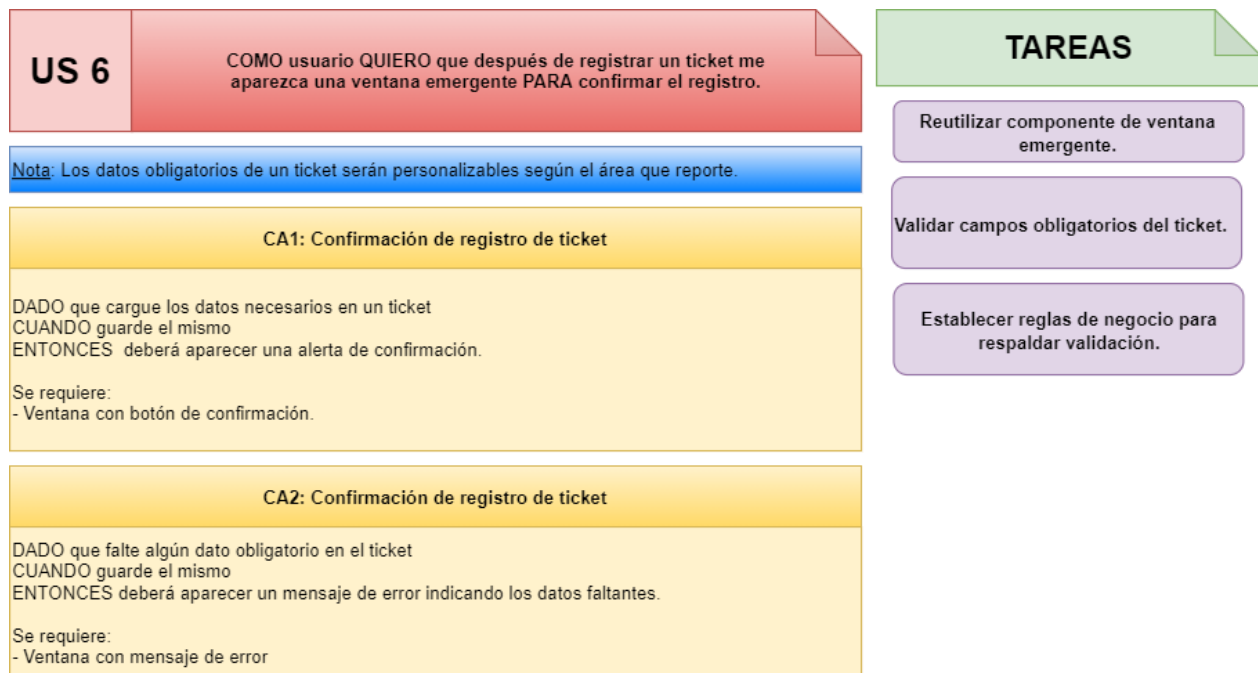 US 6
COMO usuario QUIERO que después de registrar un ticket me
aparezca una ventana emergente PARA confirmar el registro.
Nota: Los datos obligatorios de un ticket serán personalizables según el área que reporte.
CA1: Confirmación de registro de ticket
DADO que cargue los datos necesarios en un ticket
CUANDO guarde el mismo
ENTONCES  deberá aparecer una alerta de confirmación.
Se requiere:
- Ventana con botón de confirmación.
CA2: Confirmación de registro de ticket
DADO que falte algún dato obligatorio en el ticket
CUANDO guarde el mismo
ENTONCES deberá aparecer un mensaje de error indicando los datos faltantes.
Se requiere:
- Ventana con mensaje de error
TAREAS
Reutilizar componente de ventana
emergente.
Validar campos obligatorios del ticket.
Establecer reglas de negocio para
respaldar validación.